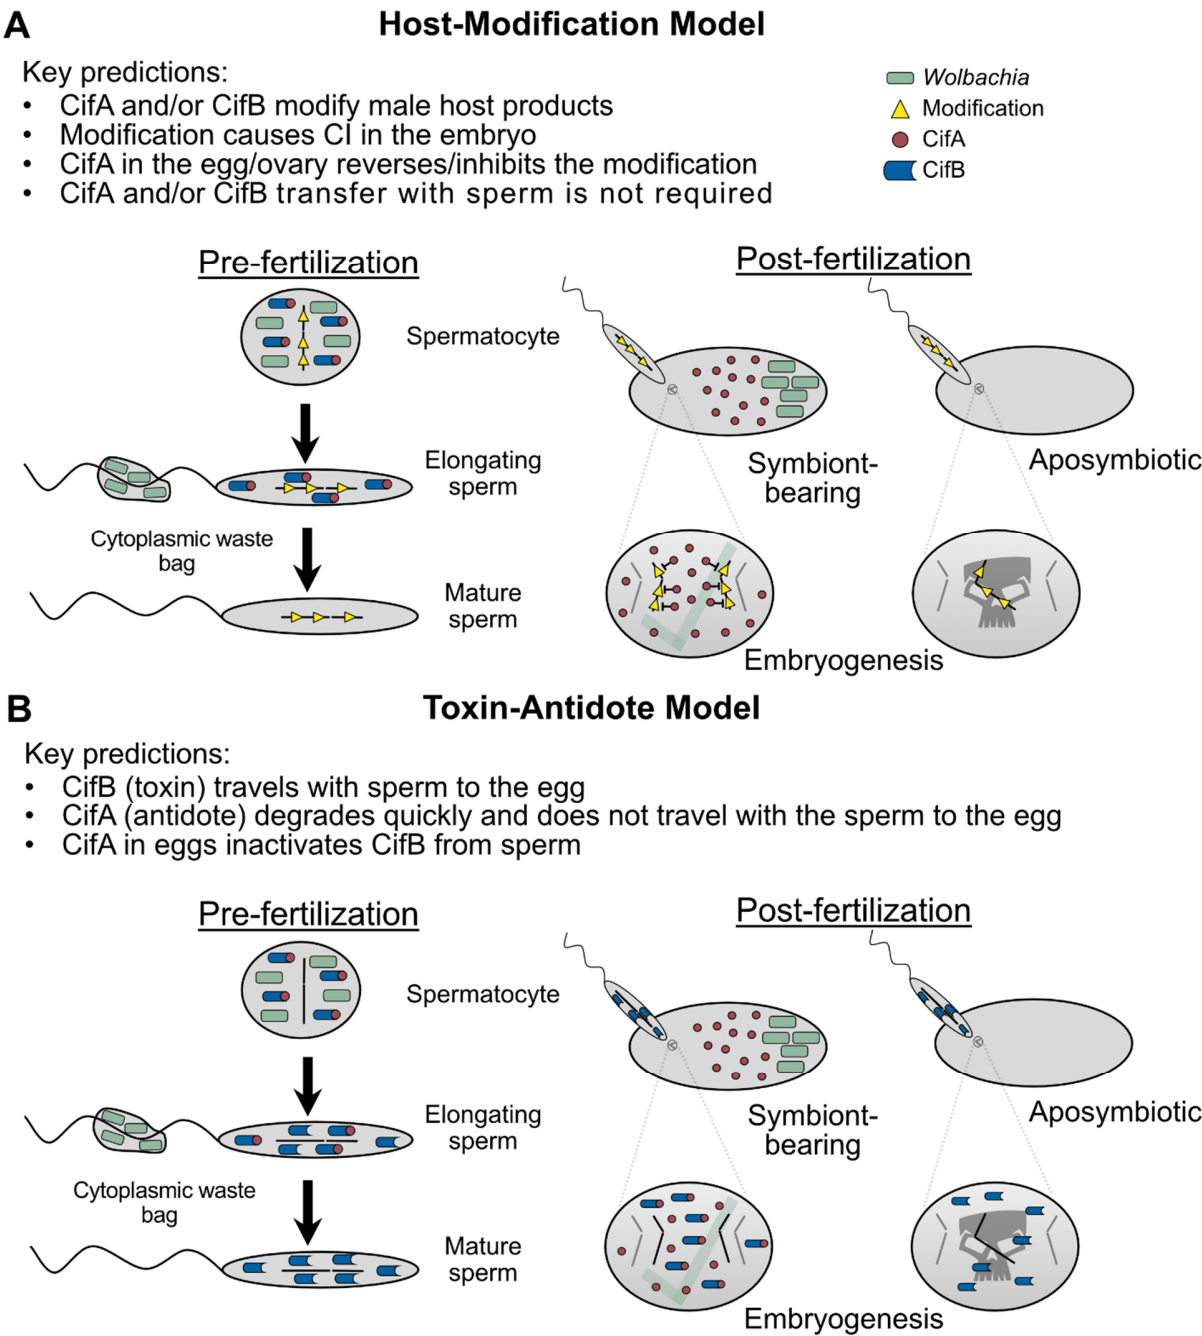 A
Host-Modification Model
Key predictions:
• CifA and/or CifB modify male host products
• Modification causes CI in the embryo
• CifA in the egg/ovary reverses/inhibits the modification
• CifA and/or CifB transfer with sperm is not required
Wolbachia
Modification
CifA
CifB
Pre-fertilization
Post-fertilization
Spermatocyte
Elongating
sperm
Cytoplasmic waste
bag
Mature
sperm
Symbiont-
bearing
Aposymbiotic
Embryogenesis
B
Toxin-Antidote Model
Key predictions:
• CifB (toxin) travels with sperm to the egg
• CifA (antidote) degrades quickly and does not travel with the sperm to the egg
• CifA in eggs inactivates CifB from sperm
Pre-fertilization
Post-fertilization
Spermatocyte
Elongating
sperm
Cytoplasmic waste
bag
Mature
sperm
Symbiont-
bearing
Aposymbiotic
Embryogenesis